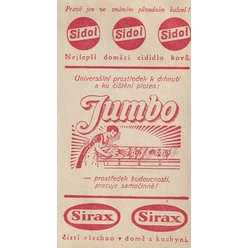 Pravé jen ve známém původním balení!
Sidol Sidol Sidol
Nejlepší domácí cididlo kovů.
Universální prostředek k drhnutí
a ku čištění ploten:
Jumbo
— prostředek budoucnosti,
pracuje samočinně!
Sirax Sirax
čistí všechno v domě a kuchyni.